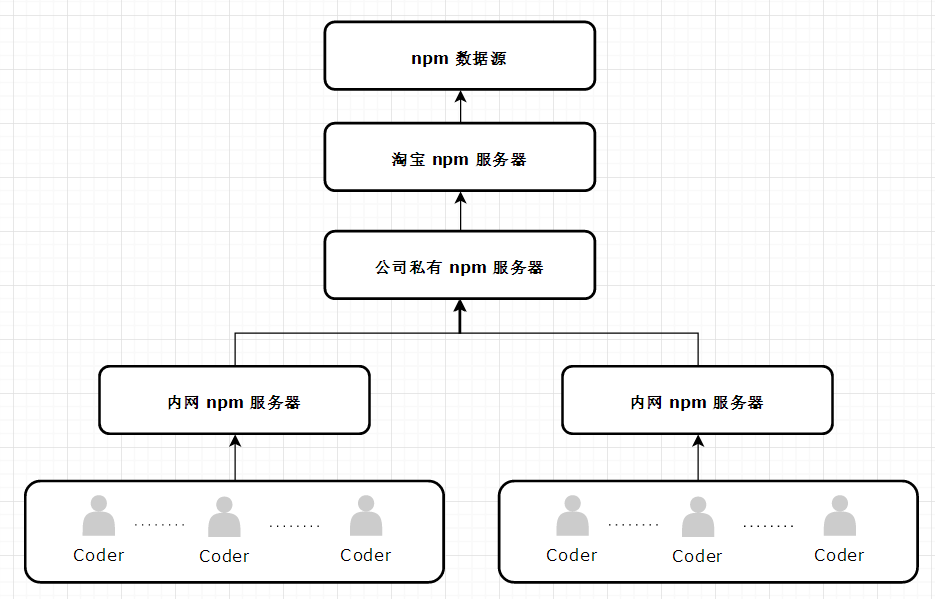 npm 数据源
淘宝 npm 服务器
公司私有 npm 服务器
内网 npm 服务器
内网 npm 服务器
Coder ........ Coder ........ Coder
Coder ........ Coder ........ Coder